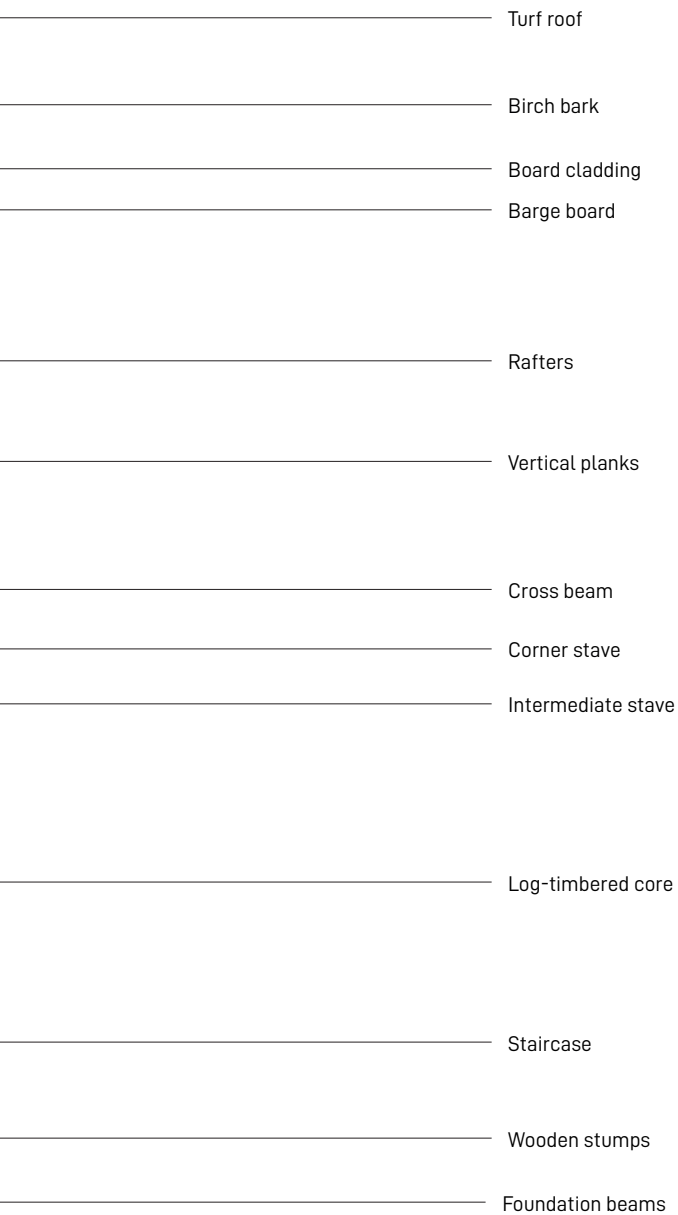 Turf roof
Birch bark
Board cladding
Barge board
Rafters
Vertical planks
Cross beam
Corner stave
Intermediate stave
Log-timbered core
Staircase
Wooden stumps
Foundation beams